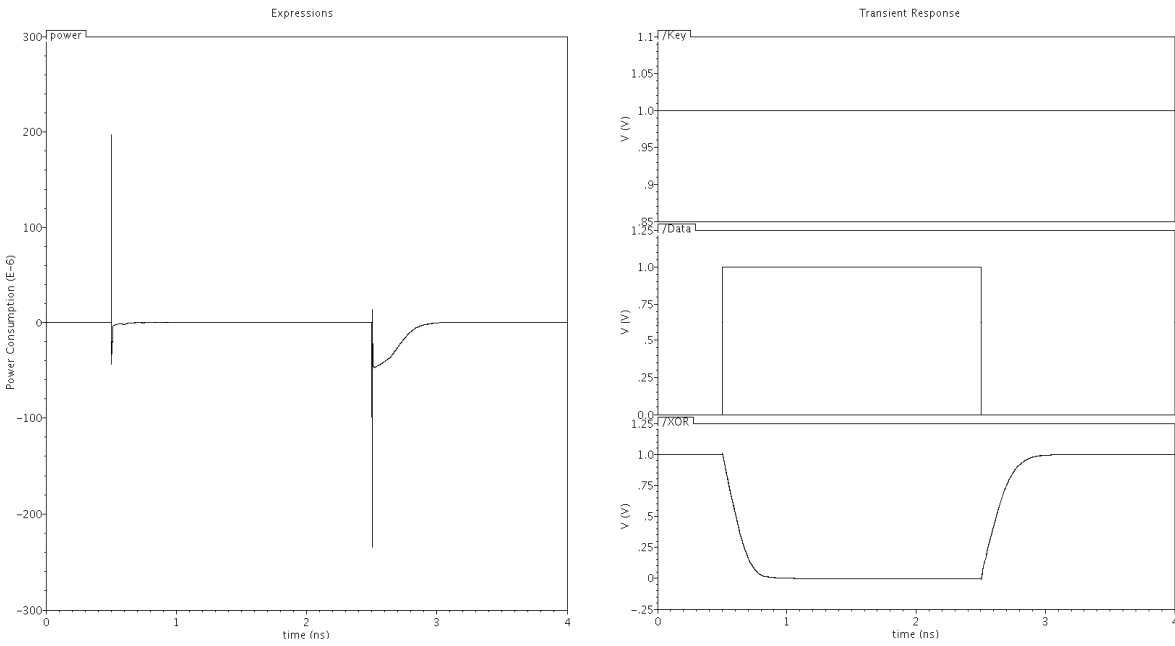 Expressions
power
300
200
100
0
−100
−200
−300
Power Consumption (E−6)
0 1 2 3 4
time (ns)
Transient Response
/Key
1.1
1.05
1.0
.95
.9
.85
V (V)
/Data
1.25
1.0
.75
.5
.25
0.0
V (V)
/XOR
1.25
1.0
.75
.5
.25
0
−.25
V (V)
0 1 2 3 4
time (ns)